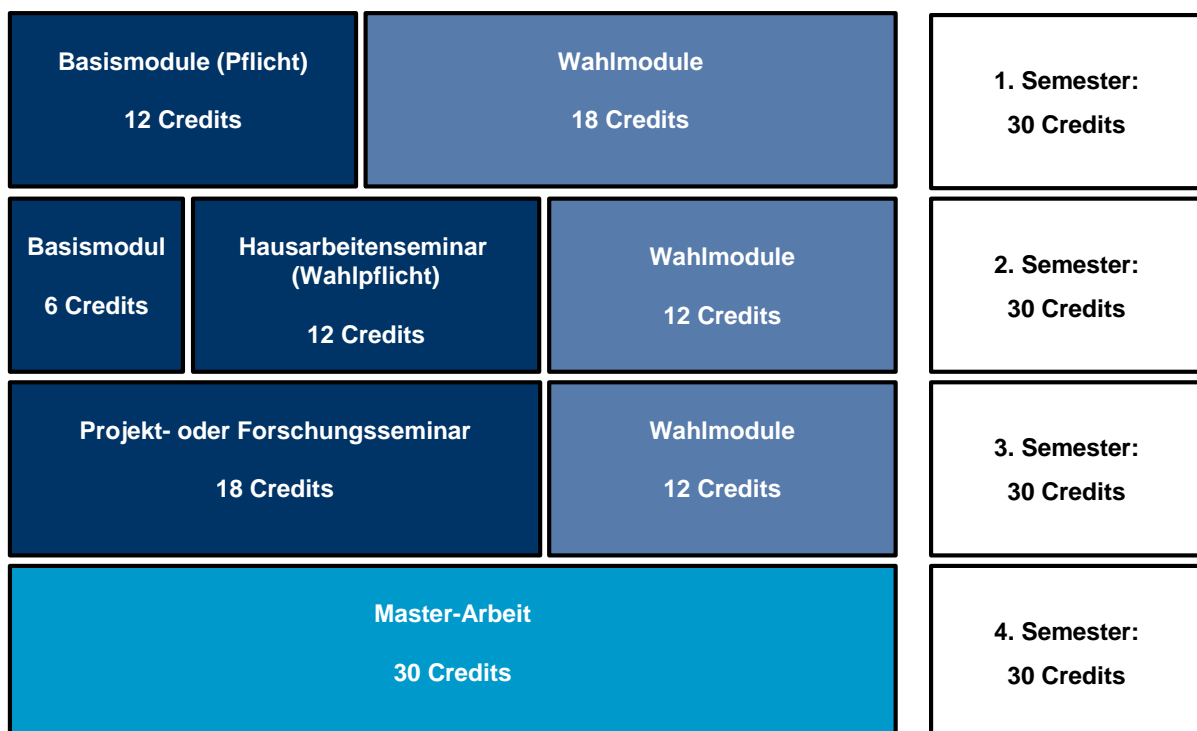 Basismodule (Pflicht)
12 Credits
Wahlmodule
18 Credits
1. Semester:
30 Credits
Basismodul
6 Credits
Hausarbeitenseminar
(Wahlpflicht)
12 Credits
Wahlmodule
12 Credits
2. Semester:
30 Credits
Projekt- oder Forschungsseminar
18 Credits
Wahlmodule
12 Credits
3. Semester:
30 Credits
Master-Arbeit
30 Credits
4. Semester:
30 Credits